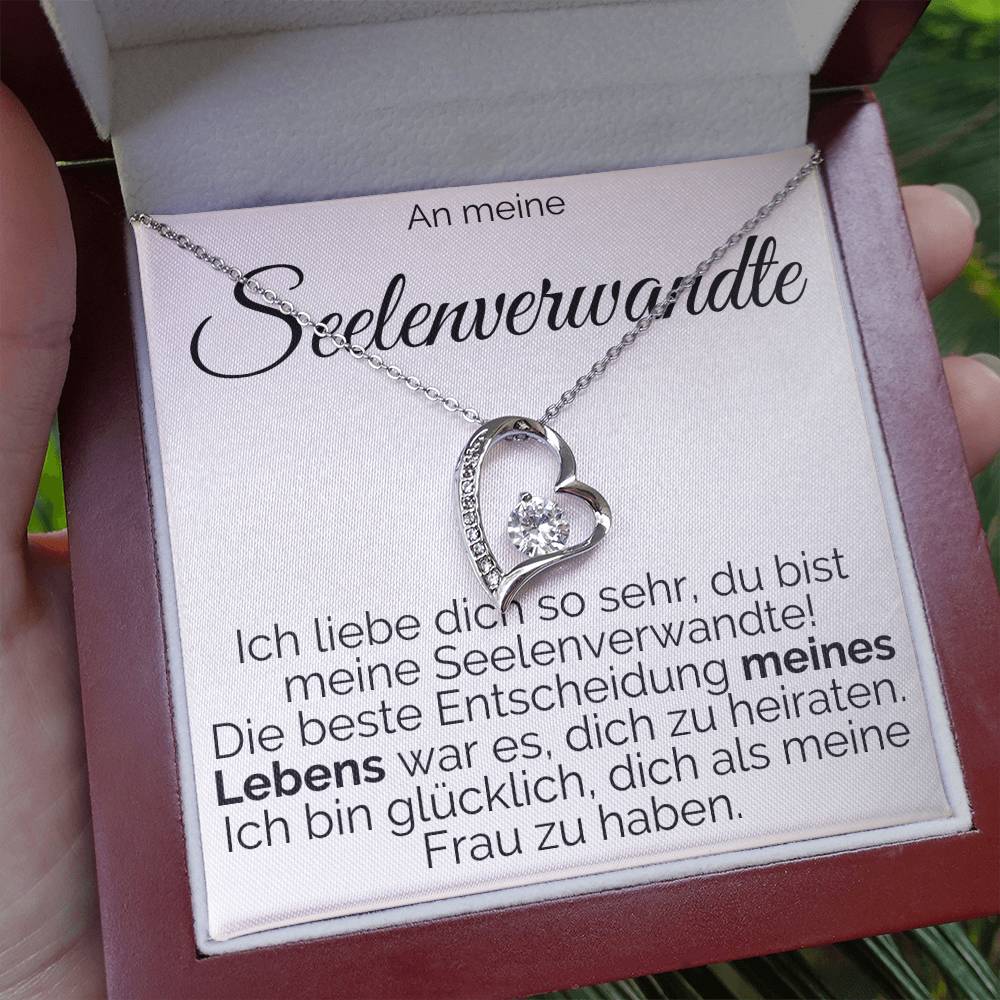 An meine
Seelenverwandte
Ich liebe dich so sehr, du bist
meine Seelenverwandte!
Die beste Entscheidung meines
Lebens war es, dich zu heiraten.
Ich bin glücklich, dich als meine
Frau zu haben.